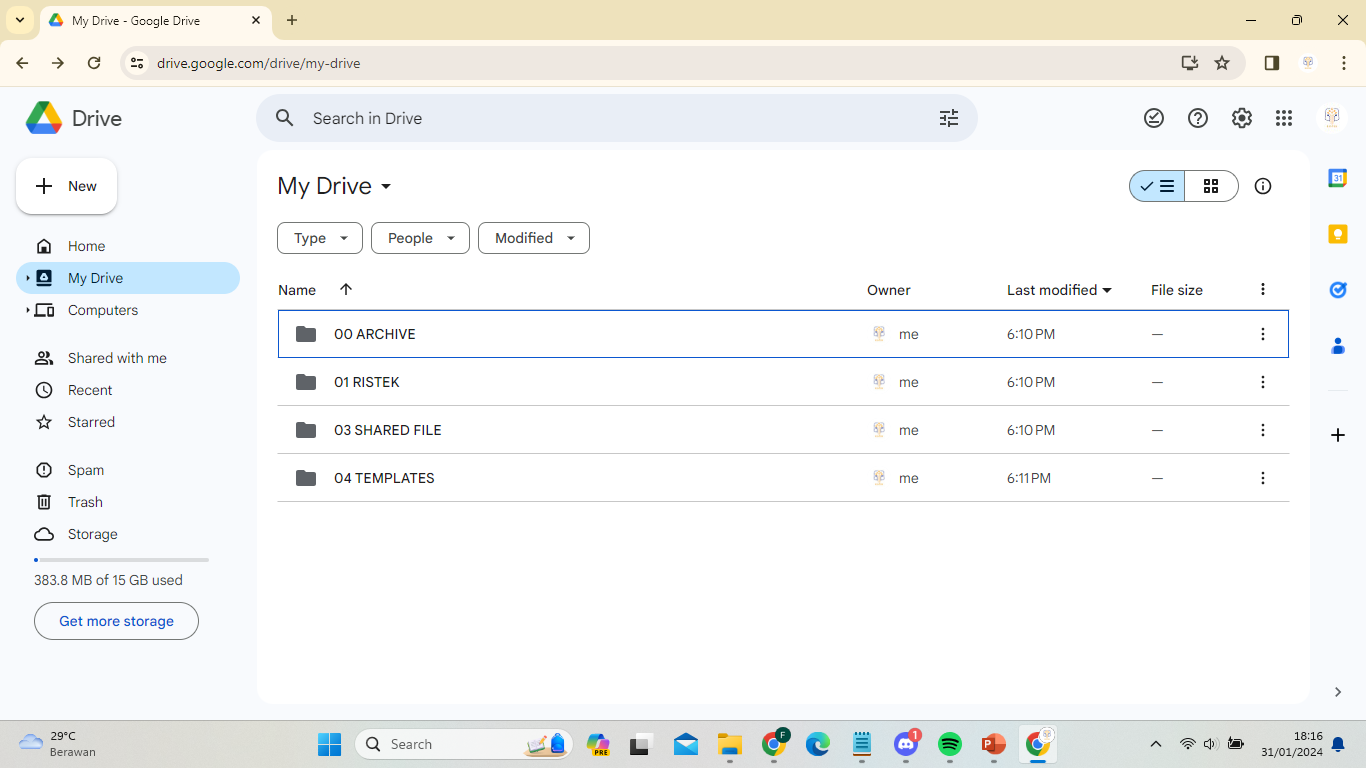 My Drive - Google Drive
drive.google.com/drive/my-drive
Drive
Search in Drive
New
My Drive
31
Type People Modified
Home
My Drive
Computers
Name Owner Last modified File size
00 ARCHIVE me 6:10 PM —
01 RISTEK me 6:10 PM —
03 SHARED FILE me 6:10 PM —
04 TEMPLATES me 6:11 PM —
Shared with me
Recent
Starred
Spam
Trash
Storage
383.8 MB of 15 GB used
Get more storage
29°C
Berawan
Search
PRE
F
1
18:16
31/01/2024